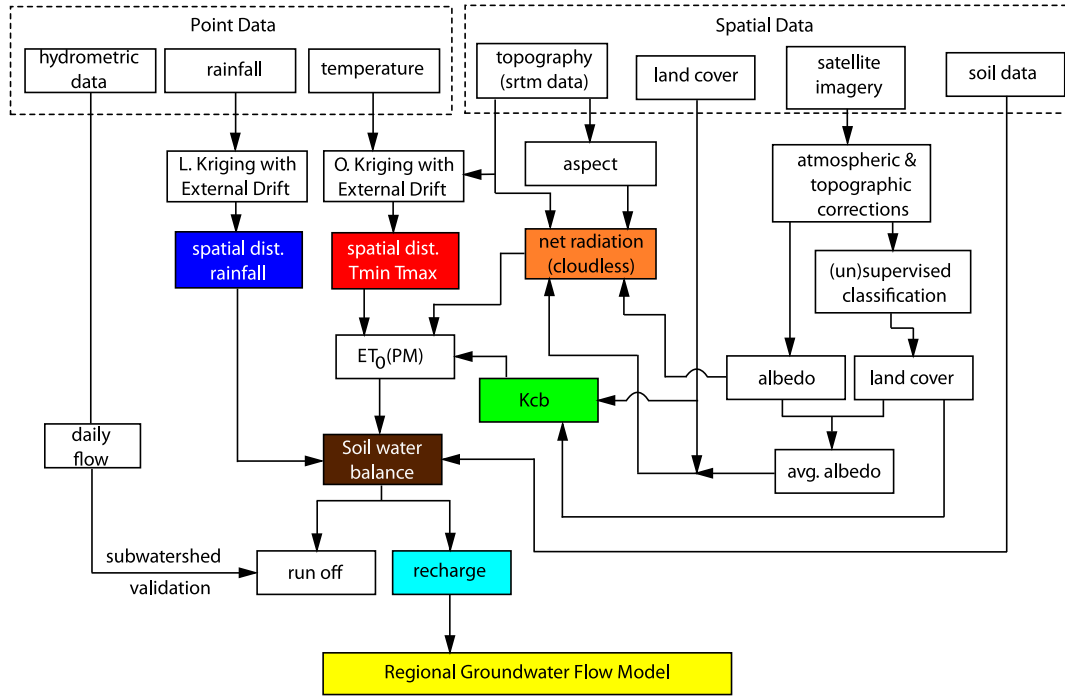 Point Data
Spatial Data
hydrometric
data
rainfall
temperature
topography
(srtm data)
land cover
satellite
imagery
soil data
L. Kriging with
External Drift
O. Kriging with
External Drift
aspect
atmospheric &
topographic
corrections
spatial dist.
rainfall
spatial dist.
Tmin Tmax
net radiation
(cloudless)
(un)supervised
classification
ET0(PM)
Kcb
albedo
land cover
daily
flow
Soil water
balance
avg. albedo
subwatershed
validation
run off
recharge
Regional Groundwater Flow Model